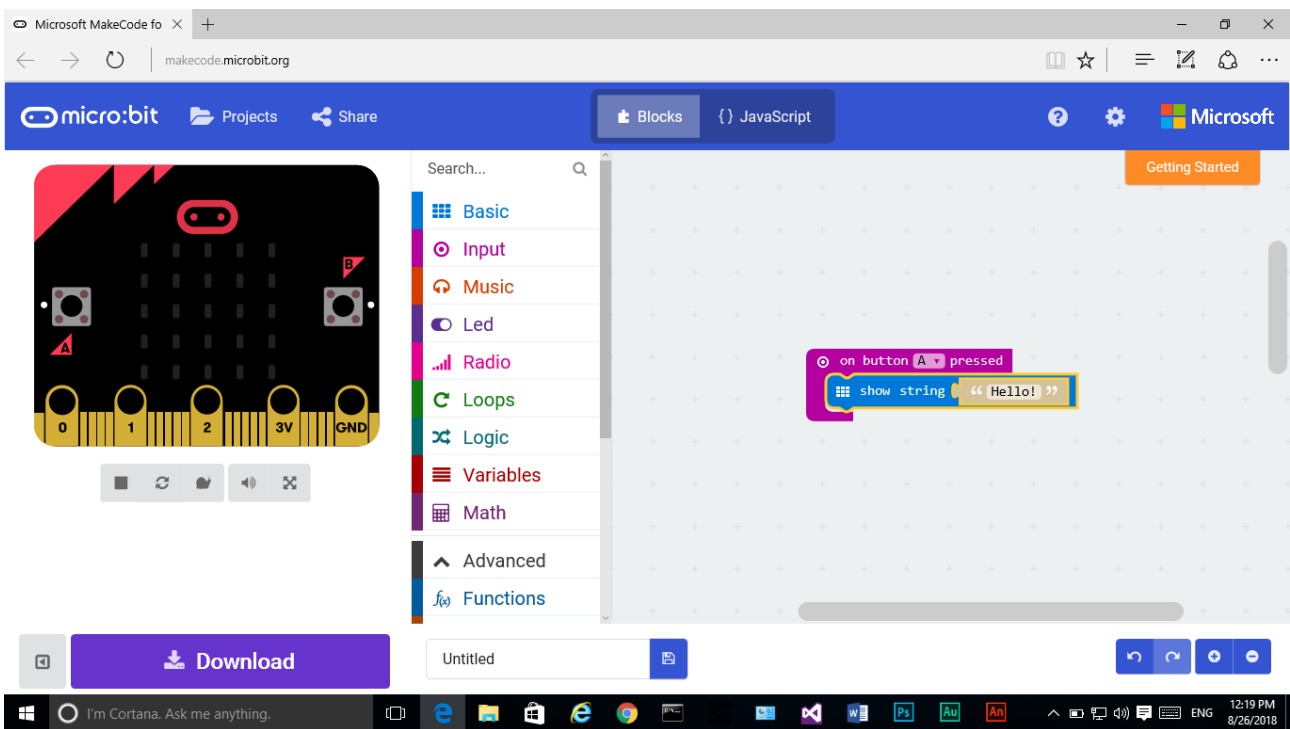 Microsoft MakeCode fo
makecode.microbit.org
micro:bit Projects Share Blocks {} JavaScript Microsoft
Search...
Getting Started
Basic
Input
Music
Led
Radio
Loops
Logic
Variables
Math
Advanced
f(x) Functions
B
A
0 1 2 3V GND
on button A pressed
show string “ Hello! ”
Download
Untitled
I'm Cortana. Ask me anything.
Ps Au An
ENG
12:19 PM
8/26/2018